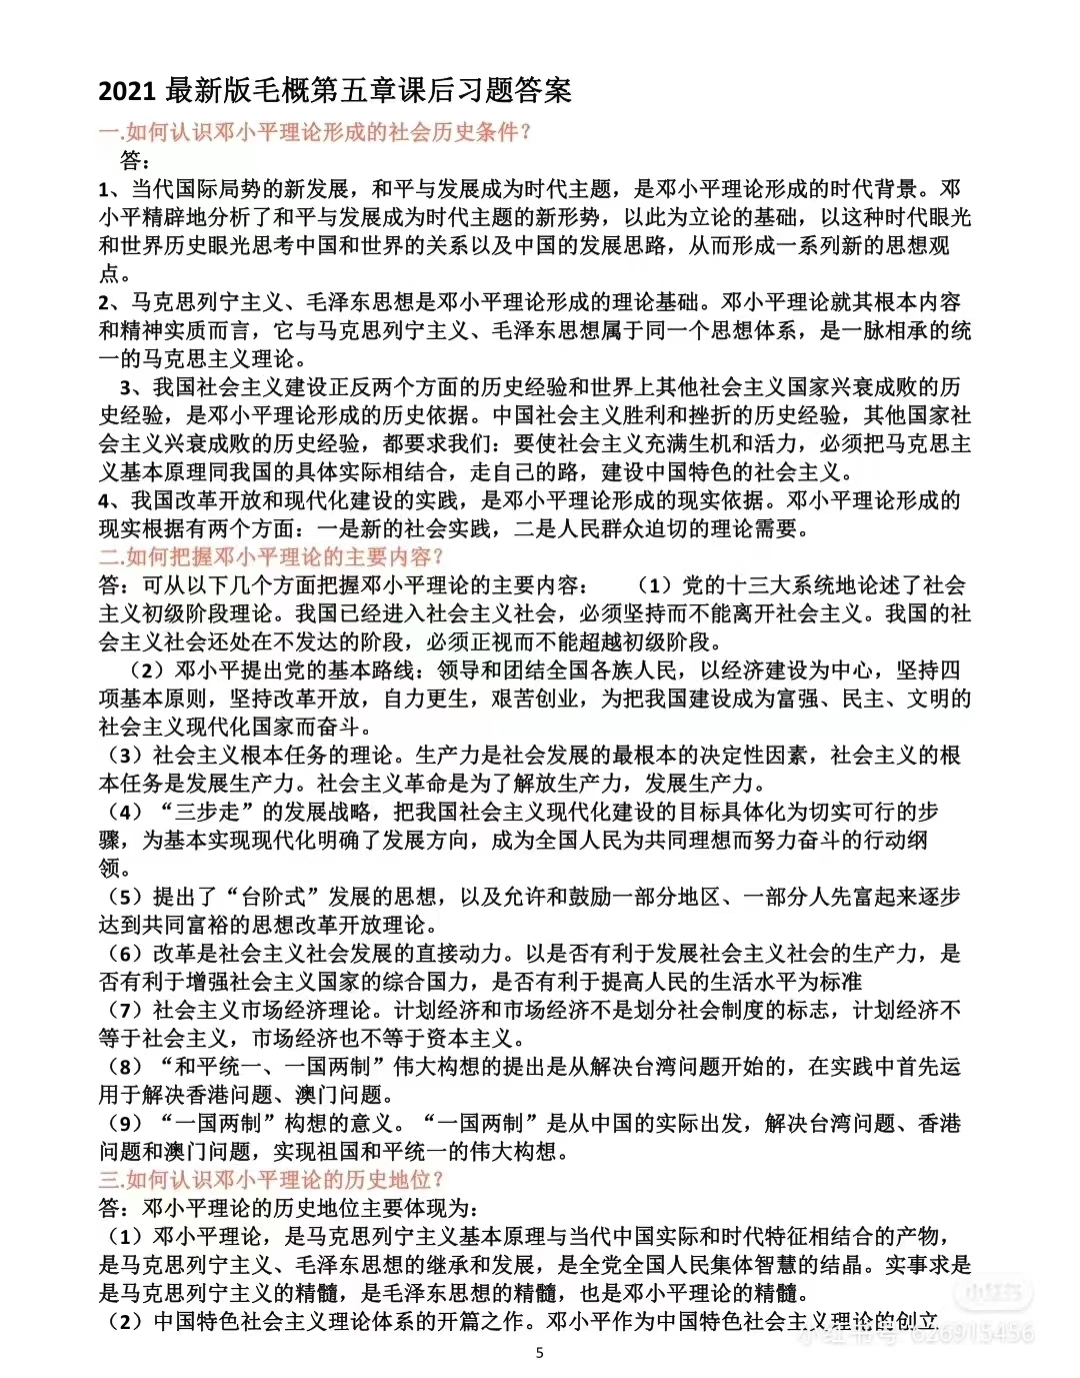 2021 最新版毛概第五章课后习题答案
一.如何认识邓小平理论形成的社会历史条件？
答：
1、当代国际局势的新发展，和平与发展成为时代主题，是邓小平理论形成的时代背景。邓
小平精辟地分析了和平与发展成为时代主题的新形势，以此为立论的基础，以这种时代眼光
和世界历史眼光思考中国和世界的关系以及中国的发展思路，从而形成一系列新的思想观
点。
2、马克思列宁主义、毛泽东思想是邓小平理论形成的理论基础。邓小平理论就其根本内容
和精神实质而言，它与马克思列宁主义、毛泽东思想属于同一个思想体系，是一脉相承的统
一的马克思主义理论。
3、我国社会主义建设正反两个方面的历史经验和世界上其他社会主义国家兴衰成败的历
史经验，是邓小平理论形成的历史依据。中国社会主义胜利和挫折的历史经验，其他国家社
会主义兴衰成败的历史经验，都要求我们：要使社会主义充满生机和活力，必须把马克思主
义基本原理同我国的具体实际相结合，走自己的路，建设中国特色的社会主义。
4、我国改革开放和现代化建设的实践，是邓小平理论形成的现实依据。邓小平理论形成的
现实根据有两个方面：一是新的社会实践，二是人民群众迫切的理论需要。
二.如何把握邓小平理论的主要内容？
答：可从以下几个方面把握邓小平理论的主要内容： （1）党的十三大系统地论述了社会
主义初级阶段理论。我国已经进入社会主义社会，必须坚持而不能离开社会主义。我国的社
会主义社会还处在不发达的阶段，必须正视而不能超越初级阶段。
（2）邓小平提出党的基本路线：领导和团结全国各族人民，以经济建设为中心，坚持四
项基本原则，坚持改革开放，自力更生，艰苦创业，为把我国建设成为富强、民主、文明的
社会主义现代化国家而奋斗。
（3）社会主义根本任务的理论。生产力是社会发展的最根本的决定性因素，社会主义的根
本任务是发展生产力。社会主义革命是为了解放生产力，发展生产力。
（4）“三步走”的发展战略，把我国社会主义现代化建设的目标具体化为切实可行的步
骤，为基本实现现代化明确了发展方向，成为全国人民为共同理想而努力奋斗的行动纲
领。
（5）提出了“台阶式”发展的思想，以及允许和鼓励一部分地区、一部分人先富起来逐步
达到共同富裕的思想改革开放理论。
（6）改革是社会主义社会发展的直接动力。以是否有利于发展社会主义社会的生产力，是
否有利于增强社会主义国家的综合国力，是否有利于提高人民的生活水平为标准
（7）社会主义市场经济理论。计划经济和市场经济不是划分社会制度的标志，计划经济不
等于社会主义，市场经济也不等于资本主义。
（8）“和平统一、一国两制”伟大构想的提出是从解决台湾问题开始的，在实践中首先运
用于解决香港问题、澳门问题。
（9）“一国两制”构想的意义。“一国两制”是从中国的实际出发，解决台湾问题、香港
问题和澳门问题，实现祖国和平统一的伟大构想。
三.如何认识邓小平理论的历史地位？
答：邓小平理论的历史地位主要体现为：
（1）邓小平理论，是马克思列宁主义基本原理与当代中国实际和时代特征相结合的产物，
是马克思列宁主义、毛泽东思想的继承和发展，是全党全国人民集体智慧的结晶。实事求是
是马克思列宁主义的精髓，是毛泽东思想的精髓，也是邓小平理论的精髓。
（2）中国特色社会主义理论体系的开篇之作。邓小平作为中国特色社会主义理论的创立
小红书
小红书号 626915456
5